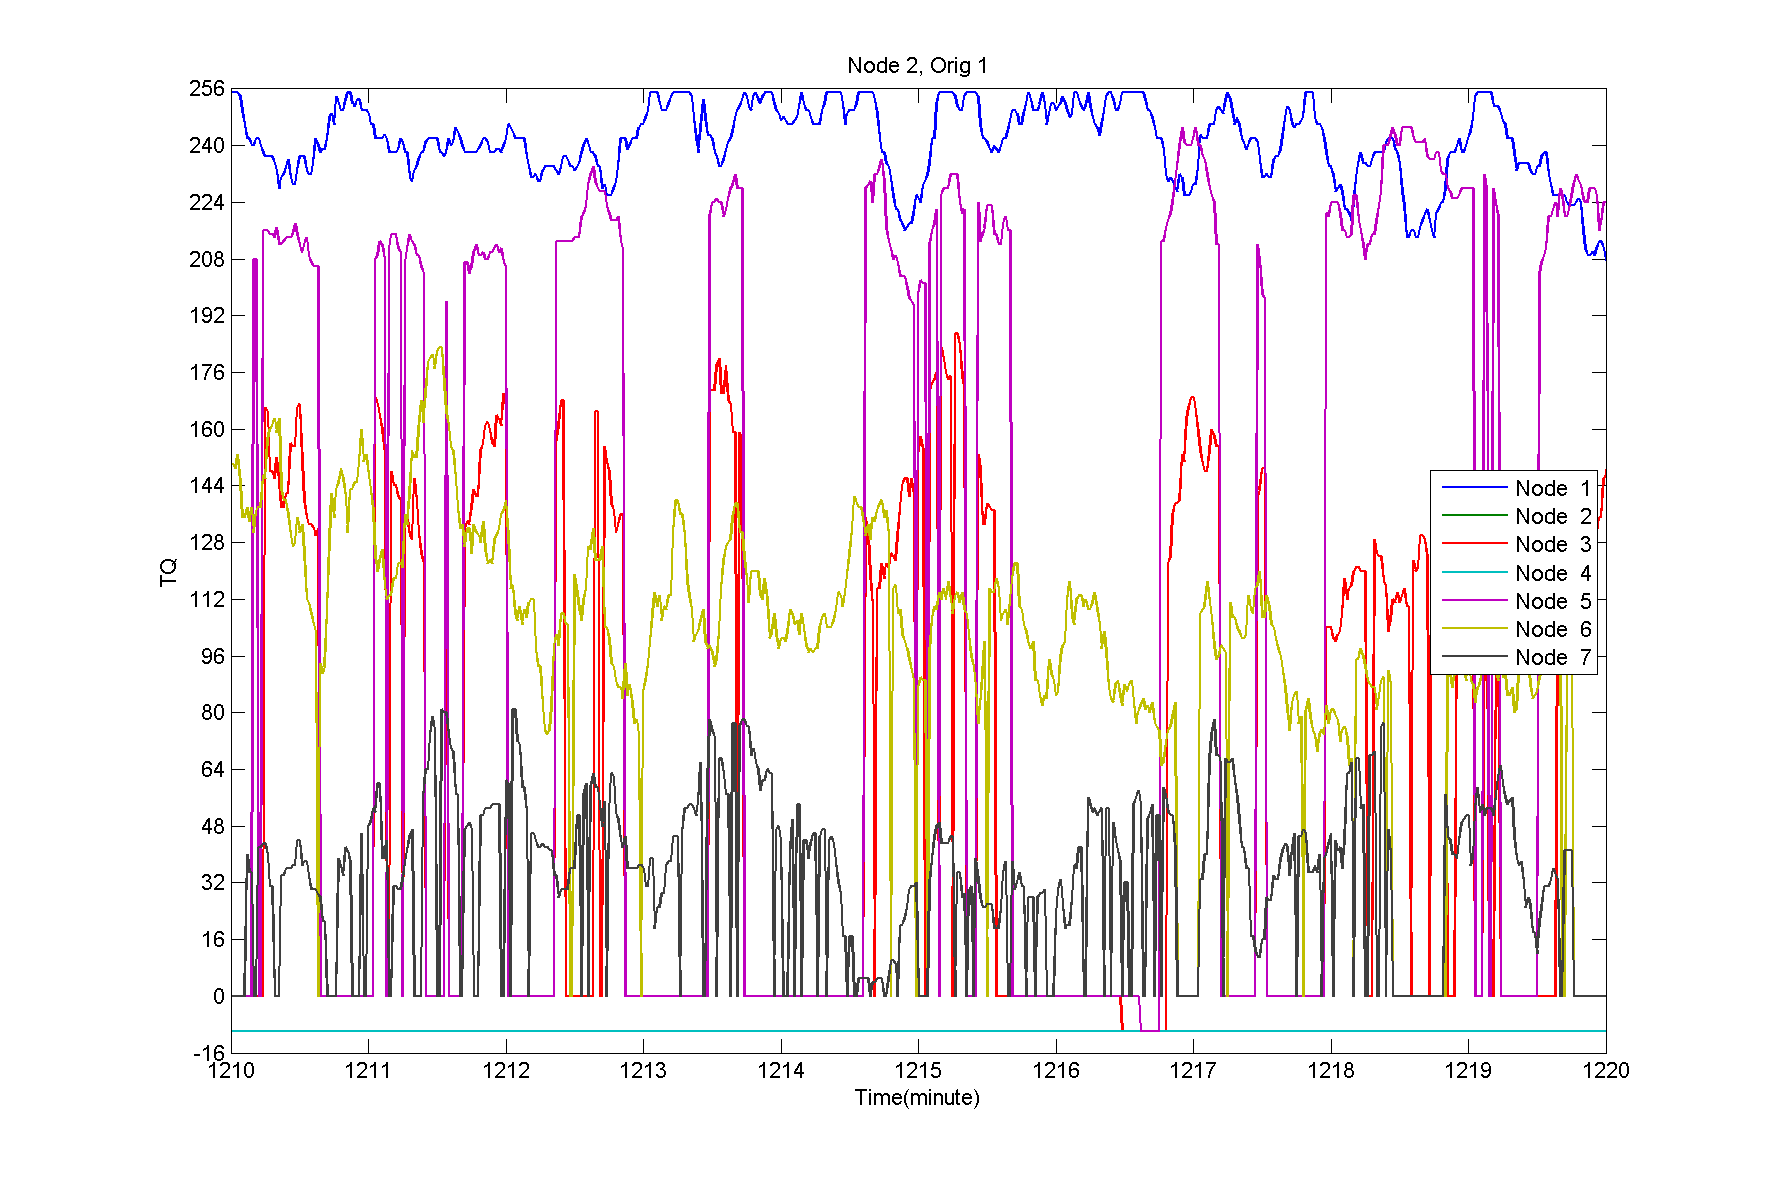 Node 2, Orig 1
256
240
224
208
192
176
160
144
128
112
96
80
64
48
32
16
0
-16
TQ
Node 1
Node 2
Node 3
Node 4
Node 5
Node 6
Node 7
1210 1211 1212 1213 1214 1215 1216 1217 1218 1219 1220
Time(minute)